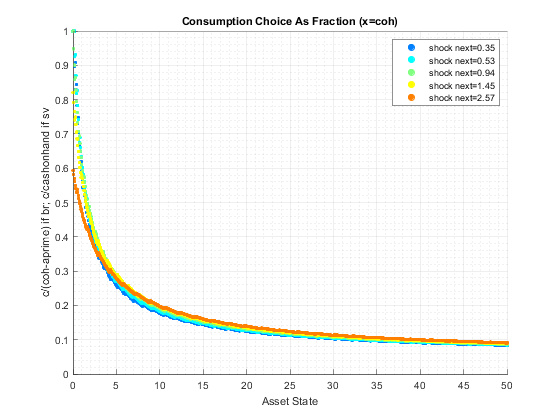 Consumption Choice As Fraction (x=coh)
c/(coh-aprime) if br; c/cashonhand if sv
1
0.9
0.8
0.7
0.6
0.5
0.4
0.3
0.2
0.1
0
shock next=0.35
shock next=0.53
shock next=0.94
shock next=1.45
shock next=2.57
0 5 10 15 20 25 30 35 40 45 50
Asset State